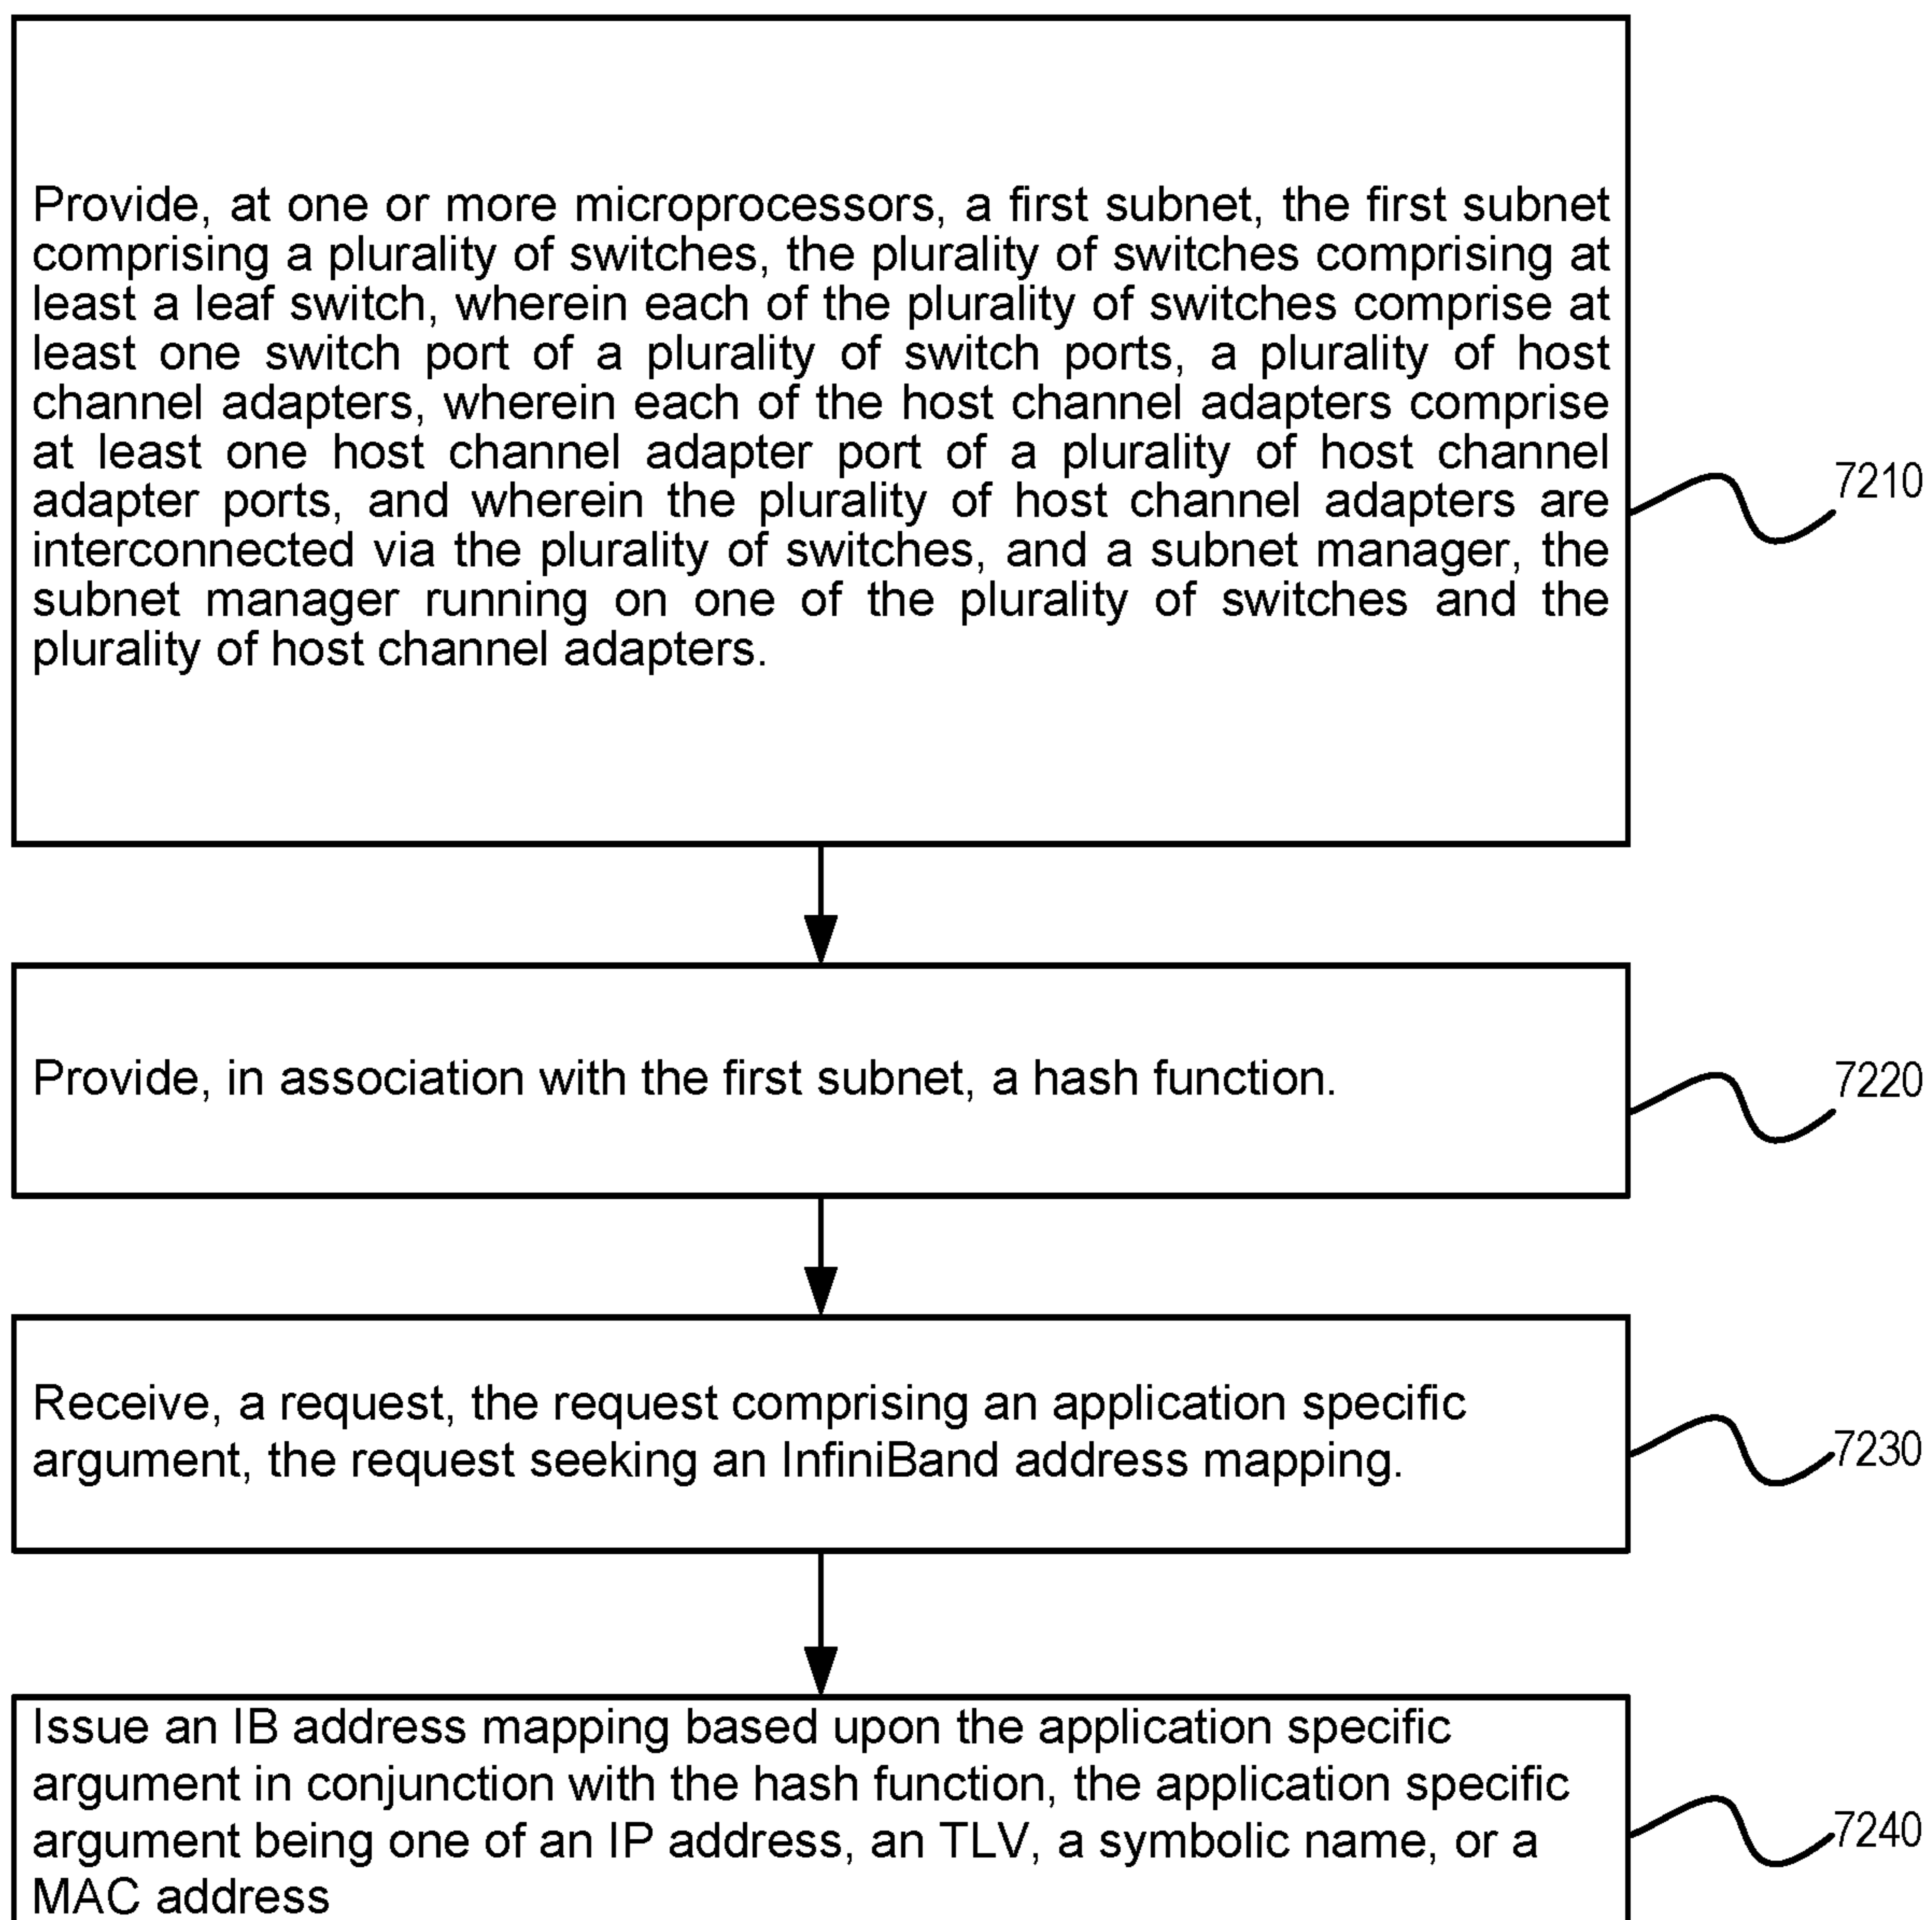 Provide, at one or more microprocessors, a first subnet, the first subnet
comprising a plurality of switches, the plurality of switches comprising at
least a leaf switch, wherein each of the plurality of switches comprise at
least one switch port of a plurality of switch ports, a plurality of host
channel adapters, wherein each of the host channel adapters comprise
at least one host channel adapter port of a plurality of host channel
adapter ports, and wherein the plurality of host channel adapters are
interconnected via the plurality of switches, and a subnet manager, the
subnet manager running on one of the plurality of switches and the
plurality of host channel adapters.
7210
Provide, in association with the first subnet, a hash function.
7220
Receive, a request, the request comprising an application specific
argument, the request seeking an InfiniBand address mapping.
7230
Issue an IB address mapping based upon the application specific
argument in conjunction with the hash function, the application specific
argument being one of an IP address, an TLV, a symbolic name, or a
MAC address
7240